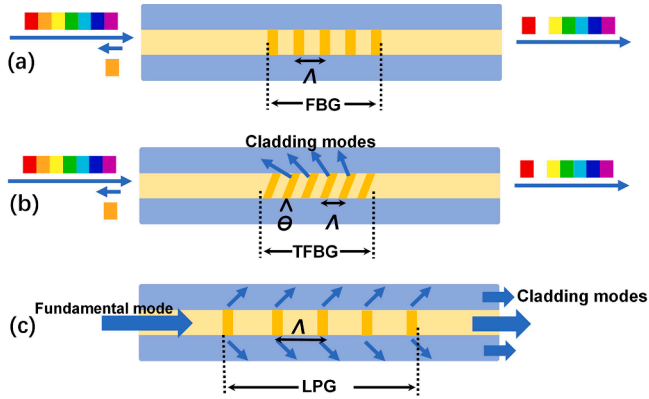 (a)
Λ
FBG
Cladding modes
(b)
Θ
Λ
TFBG
Fundamental mode
Cladding modes
(c)
Λ
LPG